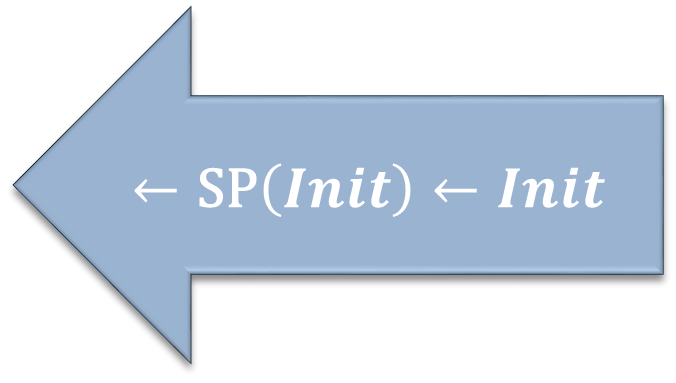 ← SP(Init) ← Init